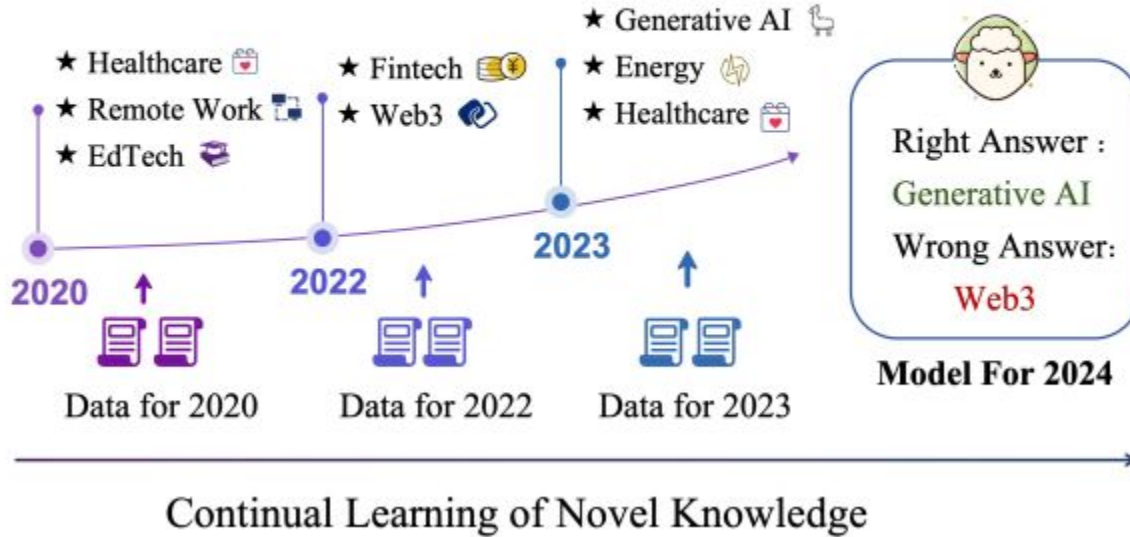 ★ Healthcare
★ Remote Work
★ EdTech
2020
★ Fintech
★ Web3
2022
★ Generative AI
★ Energy
★ Healthcare
2023
Right Answer :
Generative AI
Wrong Answer:
Web3
Model For 2024
Data for 2020
Data for 2022
Data for 2023
Continual Learning of Novel Knowledge